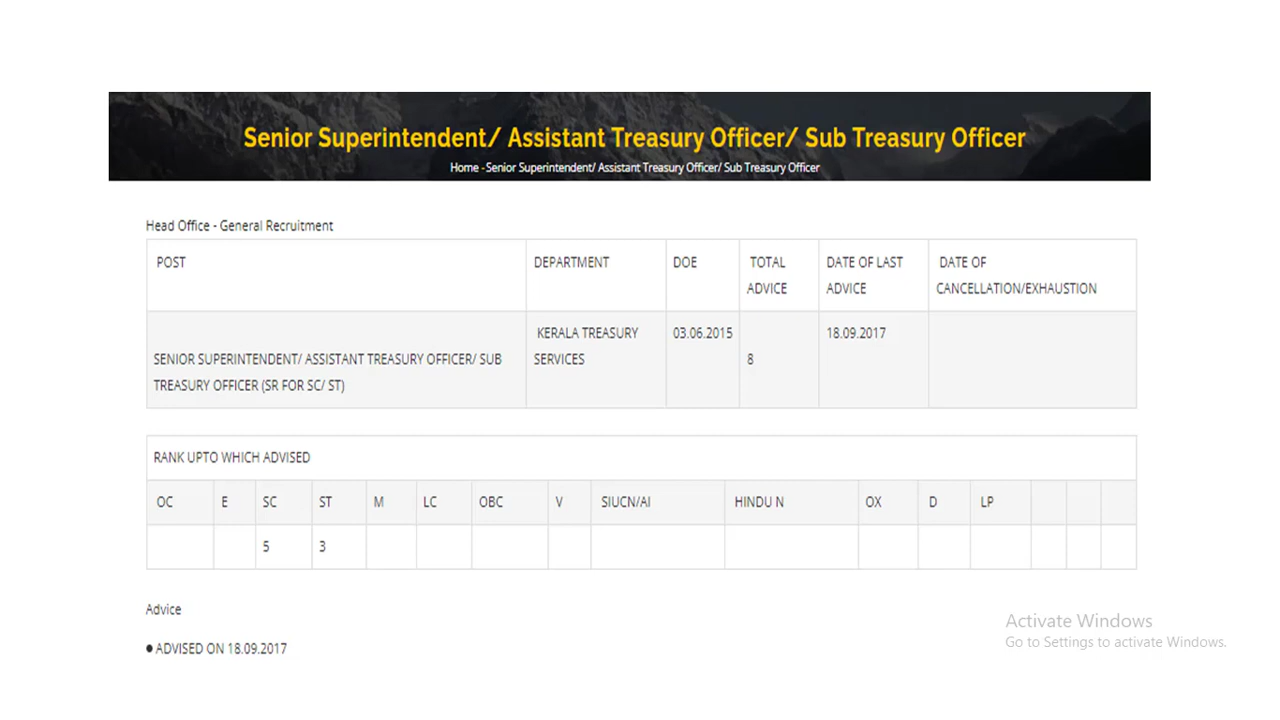 Senior Superintendent/ Assistant Treasury Officer/ Sub Treasury Officer
Home - Senior Superintendent/ Assistant Treasury Officer/ Sub Treasury Officer
Head Office - General Recruitment
POST DEPARTMENT DOE TOTAL ADVICE DATE OF LAST ADVICE DATE OF CANCELLATION/EXHAUSTION
SENIOR SUPERINTENDENT/ ASSISTANT TREASURY OFFICER/ SUB TREASURY OFFICER (SR FOR SC/ ST) KERALA TREASURY SERVICES 03.06.2015 8 18.09.2017
RANK UPTO WHICH ADVISED
OC E SC ST M LC OBC V SIUCN/AI HINDU N OX D LP
5 3
Advice
● ADVISED ON 18.09.2017
Activate Windows
Go to Settings to activate Windows.